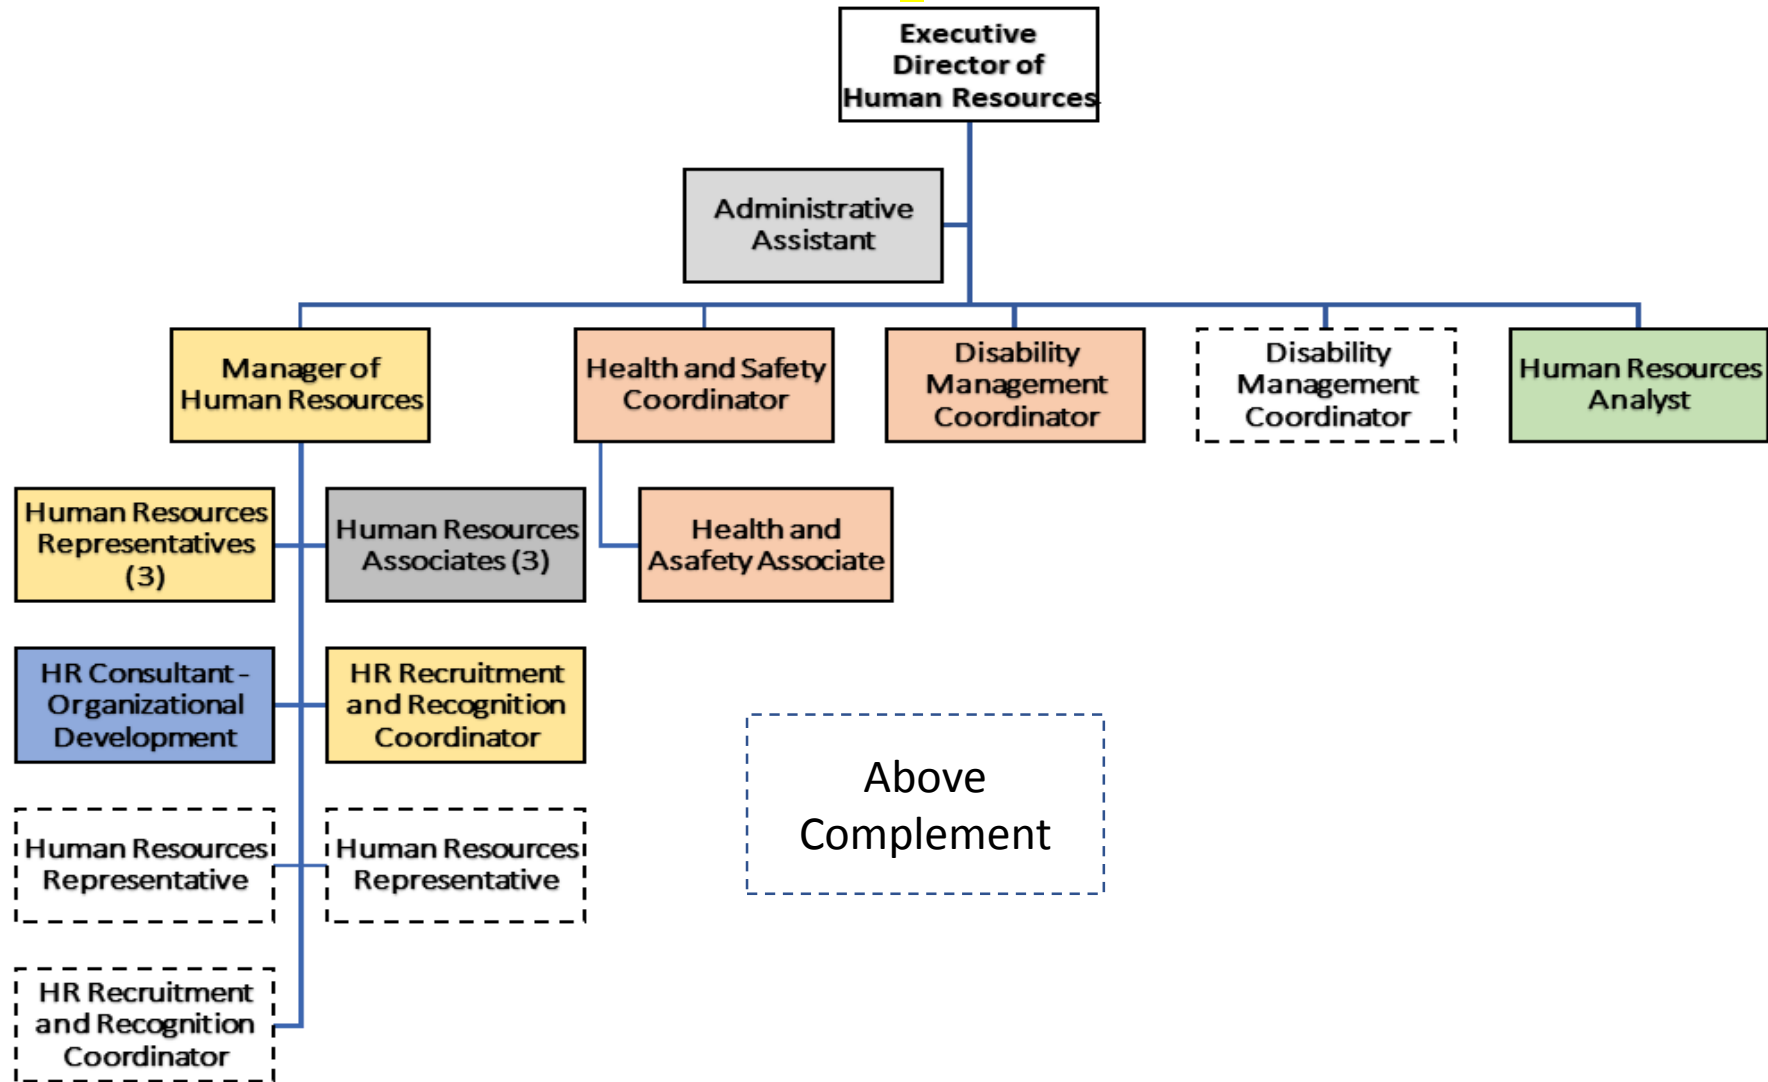 Executive
Director of
Human Resources
Administrative
Assistant
Manager of
Human Resources
Health and Safety
Coordinator
Disability
Management
Coordinator
Disability
Management
Coordinator
Human Resources
Analyst
Human Resources
Representatives
(3)
Human Resources
Associates (3)
Health and
Asafety Associate
HR Consultant -
Organizational
Development
HR Recruitment
and Recognition
Coordinator
Above
Complement
Human Resources
Representative
Human Resources
Representative
HR Recruitment
and Recognition
Coordinator